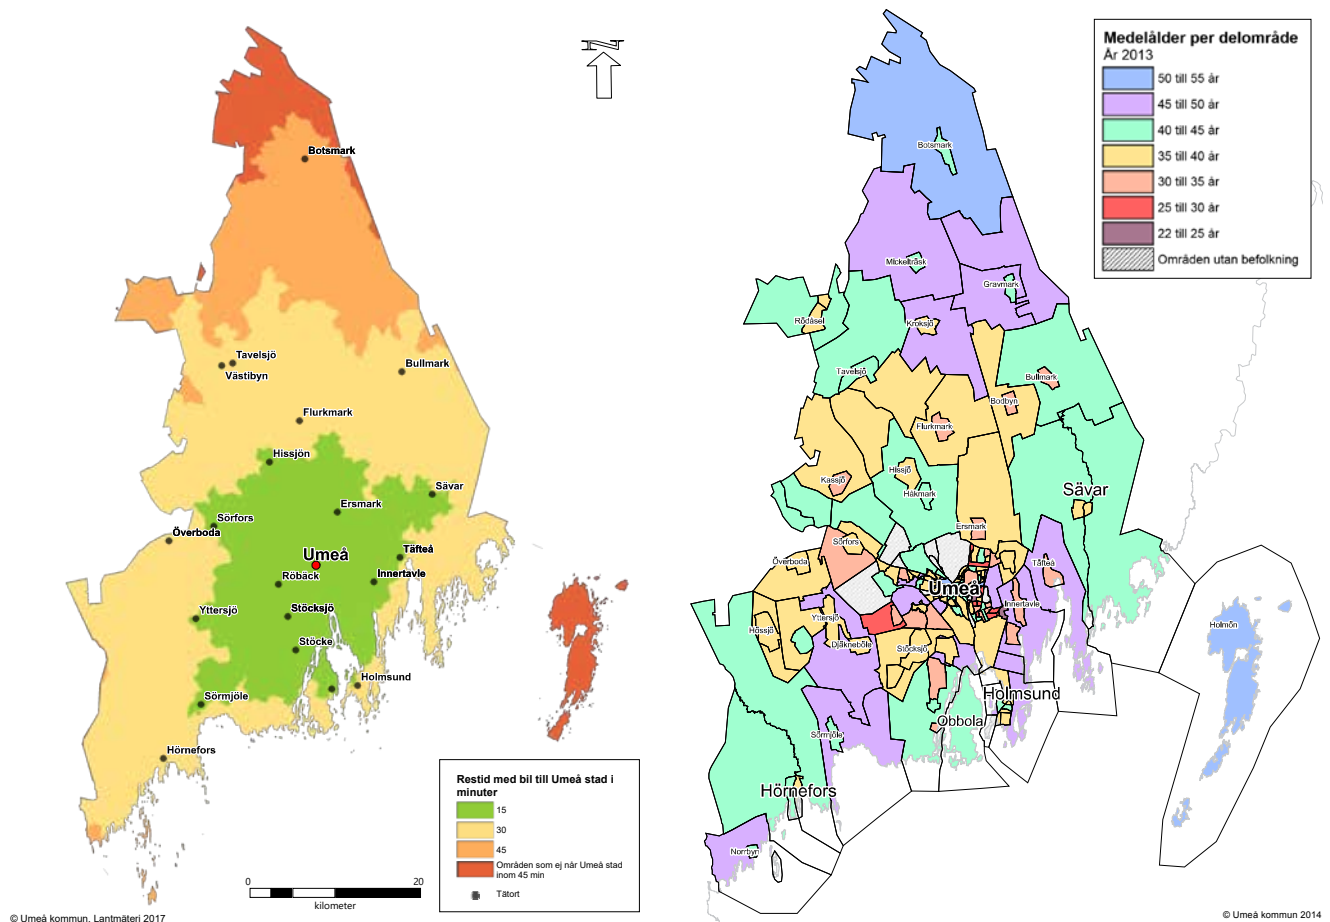 N
Botsmark
Tavelsjö
Västibyn
Bullmark
Flurkmark
Hissjön
Sävar
Ersmark
Sörfors
Överboda
Umeå
Täfteå
Röbäck
Innertavle
Yttersjö
Stöcksjö
Stöcke
Holmsund
Sörmjöle
Hörnefors
Restid med bil till Umeå stad i
minuter
15
30
45
Områden som ej når Umeå stad
inom 45 min
Tätort
0
20
kilometer
© Umeå kommun, Lantmäteri 2017
Medelålder per delområde
År 2013
50 till 55 år
45 till 50 år
40 till 45 år
35 till 40 år
30 till 35 år
25 till 30 år
22 till 25 år
Områden utan befolkning
Botsmark
Mickelträsk
Gravmark
Rödåsel
Kroksjö
Tavelsjö
Bullmark
Bodbyn
Flurkmark
Hissjö
Kassjö
Håkmark
Sävar
Ersmark
Sörfors
Överboda
Täfteå
Umeå
Innertavle
Hössjö
Yttersjö
Djäkneböle
Stöcksjö
Holmön
Holmsund
Obbola
Sörmjöle
Hörnefors
Norrbyn
© Umeå kommun 2014